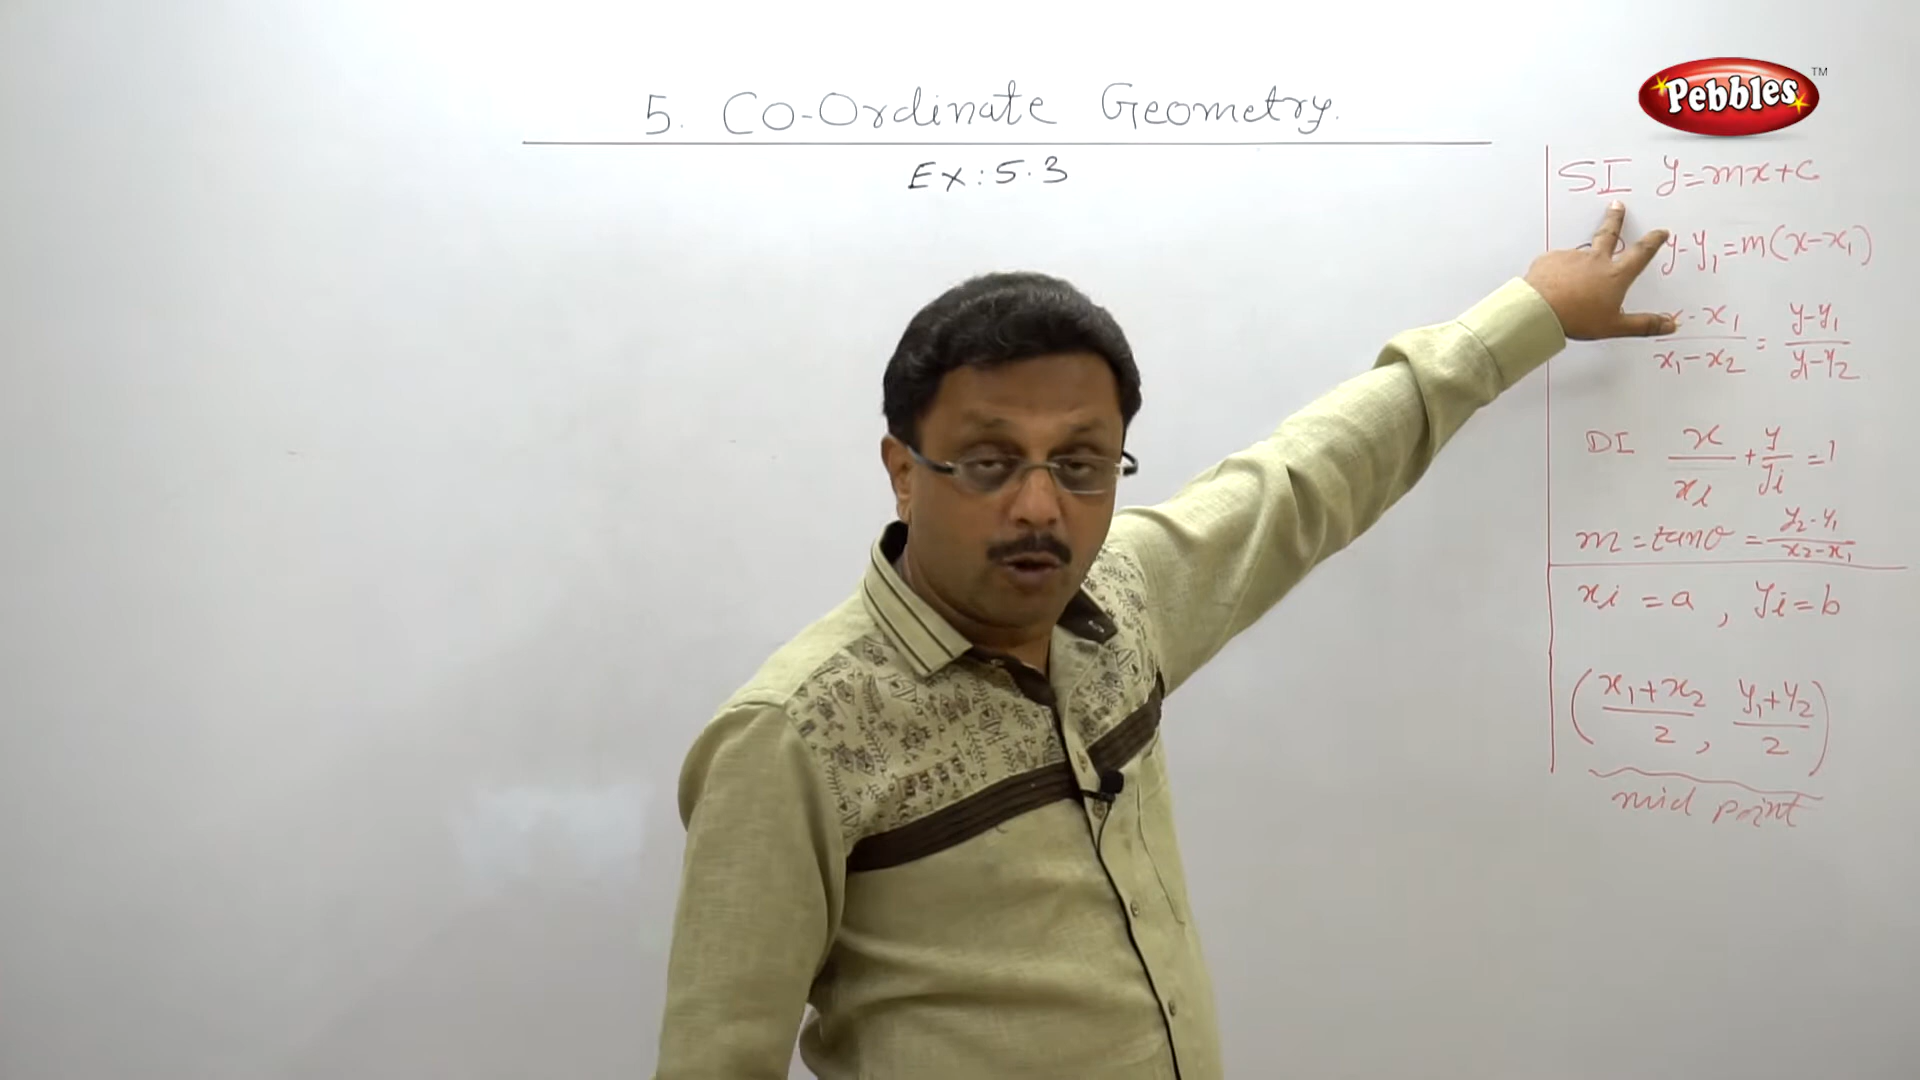 Pebbles™
5. Co-Ordinate Geometry.
Ex: 5.3
SI y=mx+c
y-y₁=m(x-x₁)
x-x₁/x₁-x₂ = y-y₁/y₁-y₂
DI x/xi + y/yi = 1
m = tanθ = y₂-y₁/x₂-x₁
xi = a , yi = b
(x₁+x₂/2 , y₁+y₂/2)
mid point